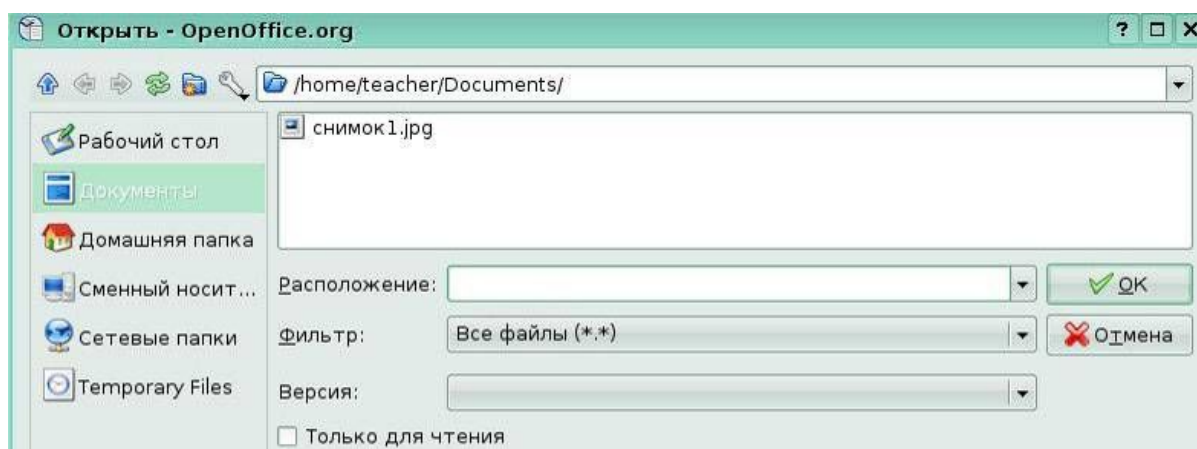 Открыть - OpenOffice.org
/home/teacher/Documents/
Рабочий стол
Документы
Домашняя папка
Сменный носит...
Сетевые папки
Temporary Files
снимок1.jpg
Расположение:
OK
Фильтр: Все файлы (*.*)
Отмена
Версия:
Только для чтения